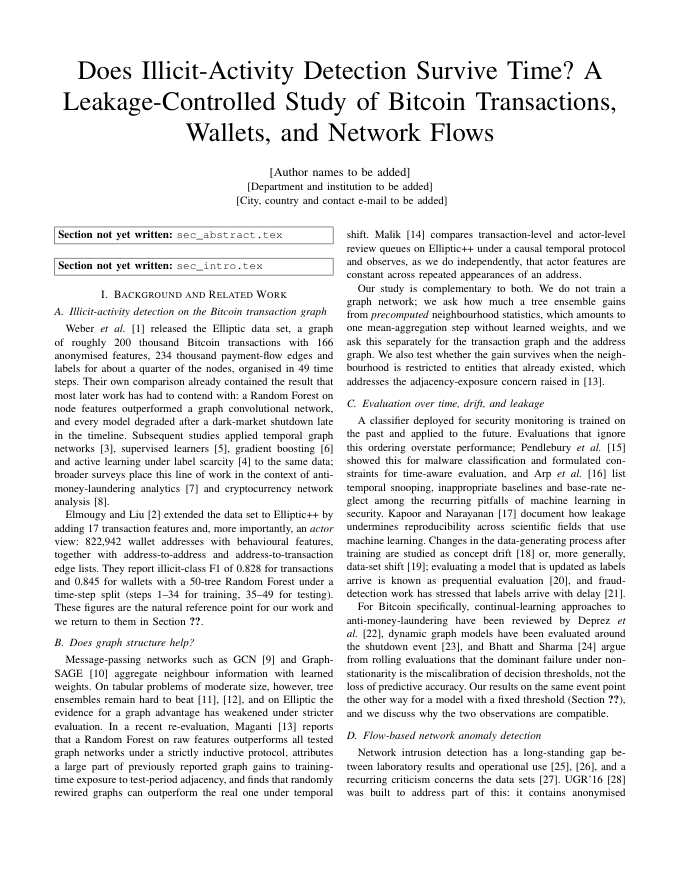 Does Illicit-Activity Detection Survive Time? A
Leakage-Controlled Study of Bitcoin Transactions,
Wallets, and Network Flows
[Author names to be added]
[Department and institution to be added]
[City, country and contact e-mail to be added]
Section not yet written: sec_abstract.tex
Section not yet written: sec_intro.tex
I. Background and Related Work
A. Illicit-activity detection on the Bitcoin transaction graph
Weber et al. [1] released the Elliptic data set, a graph
of roughly 200 thousand Bitcoin transactions with 166
anonymised features, 234 thousand payment-flow edges and
labels for about a quarter of the nodes, organised in 49 time
steps. Their own comparison already contained the result that
most later work has had to contend with: a Random Forest on
node features outperformed a graph convolutional network,
and every model degraded after a dark-market shutdown late
in the timeline. Subsequent studies applied temporal graph
networks [3], supervised learners [5], gradient boosting [6]
and active learning under label scarcity [4] to the same data;
broader surveys place this line of work in the context of anti-
money-laundering analytics [7] and cryptocurrency network
analysis [8].
Elmougy and Liu [2] extended the data set to Elliptic++ by
adding 17 transaction features and, more importantly, an actor
view: 822,942 wallet addresses with behavioural features,
together with address-to-address and address-to-transaction
edge lists. They report illicit-class F1 of 0.828 for transactions
and 0.845 for wallets with a 50-tree Random Forest under a
time-step split (steps 1–34 for training, 35–49 for testing).
These figures are the natural reference point for our work and
we return to them in Section ??.
B. Does graph structure help?
Message-passing networks such as GCN [9] and Graph-
SAGE [10] aggregate neighbour information with learned
weights. On tabular problems of moderate size, however, tree
ensembles remain hard to beat [11], [12], and on Elliptic the
evidence for a graph advantage has weakened under stricter
evaluation. In a recent re-evaluation, Maganti [13] reports
that a Random Forest on raw features outperforms all tested
graph networks under a strictly inductive protocol, attributes
a large part of previously reported graph gains to training-
time exposure to test-period adjacency, and finds that randomly
rewired graphs can outperform the real one under temporal
shift. Malik [14] compares transaction-level and actor-level
review queues on Elliptic++ under a causal temporal protocol
and observes, as we do independently, that actor features are
constant across repeated appearances of an address.
Our study is complementary to both. We do not train a
graph network; we ask how much a tree ensemble gains
from precomputed neighbourhood statistics, which amounts to
one mean-aggregation step without learned weights, and we
ask this separately for the transaction graph and the address
graph. We also test whether the gain survives when the neigh-
bourhood is restricted to entities that already existed, which
addresses the adjacency-exposure concern raised in [13].
C. Evaluation over time, drift, and leakage
A classifier deployed for security monitoring is trained on
the past and applied to the future. Evaluations that ignore
this ordering overstate performance; Pendlebury et al. [15]
showed this for malware classification and formulated con-
straints for time-aware evaluation, and Arp et al. [16] list
temporal snooping, inappropriate baselines and base-rate ne-
glect among the recurring pitfalls of machine learning in
security. Kapoor and Narayanan [17] document how leakage
undermines reproducibility across scientific fields that use
machine learning. Changes in the data-generating process after
training are studied as concept drift [18] or, more generally,
data-set shift [19]; evaluating a model that is updated as labels
arrive is known as prequential evaluation [20], and fraud-
detection work has stressed that labels arrive with delay [21].
For Bitcoin specifically, continual-learning approaches to
anti-money-laundering have been reviewed by Deprez et
al. [22], dynamic graph models have been evaluated around
the shutdown event [23], and Bhatt and Sharma [24] argue
from rolling evaluations that the dominant failure under non-
stationarity is the miscalibration of decision thresholds, not the
loss of predictive accuracy. Our results on the same event point
the other way for a model with a fixed threshold (Section ??),
and we discuss why the two observations are compatible.
D. Flow-based network anomaly detection
Network intrusion detection has a long-standing gap be-
tween laboratory results and operational use [25], [26], and a
recurring criticism concerns the data sets [27]. UGR'16 [28]
was built to address part of this: it contains anonymised